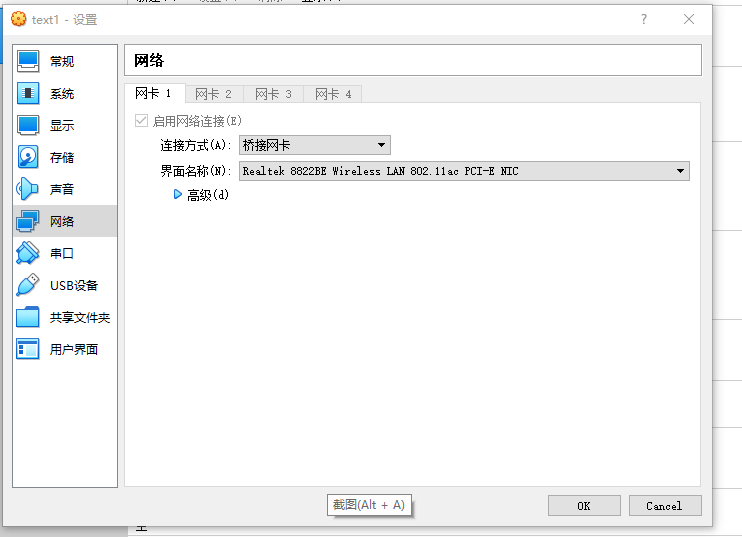 text1 - 设置
?
常规
系统
显示
存储
声音
网络
串口
USB设备
共享文件夹
用户界面
网络
网卡 1 网卡 2 网卡 3 网卡 4
启用网络连接(E)
连接方式(A): 桥接网卡
界面名称(N): Realtek 8822BE Wireless LAN 802.11ac PCI-E NIC
高级(d)
截图(Alt + A)
OK Cancel